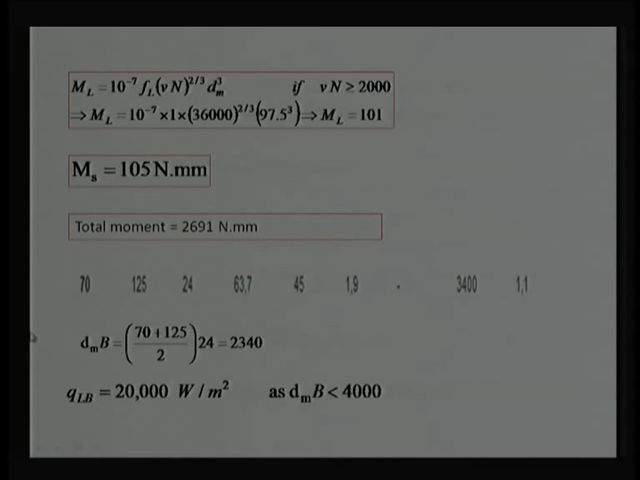 M_L = 10^-7 f_L (νN)^2/3 d_m^3 if νN ≥ 2000
⇒ M_L = 10^-7 × 1 × (36000)^2/3 (97.5^3) ⇒ M_L = 101
M_s = 105 N.mm
Total moment = 2691 N.mm
70 125 24 63,7 45 1,9 - 3400 1,1
d_m B = ((70 + 125)/2) 24 = 2340
q_LB = 20,000 W / m^2 as d_m B < 4000